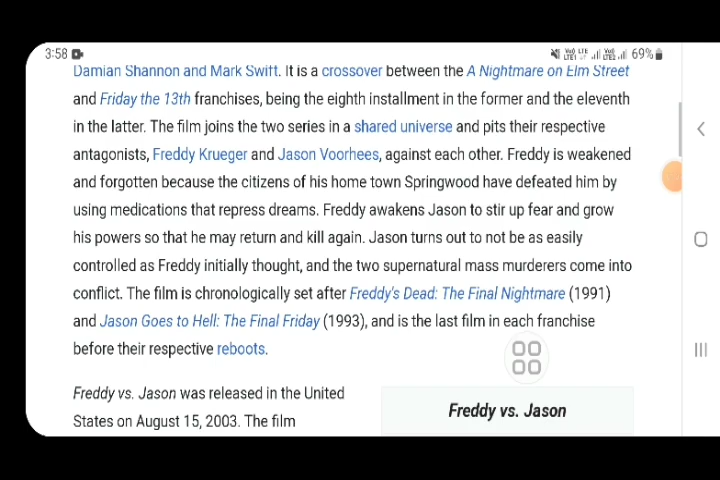 3:58 69%
Damian Shannon and Mark Swift. It is a crossover between the A Nightmare on Elm Street
and Friday the 13th franchises, being the eighth installment in the former and the eleventh
in the latter. The film joins the two series in a shared universe and pits their respective
antagonists, Freddy Krueger and Jason Voorhees, against each other. Freddy is weakened
and forgotten because the citizens of his home town Springwood have defeated him by
using medications that repress dreams. Freddy awakens Jason to stir up fear and grow
his powers so that he may return and kill again. Jason turns out to not be as easily
controlled as Freddy initially thought, and the two supernatural mass murderers come into
conflict. The film is chronologically set after Freddy's Dead: The Final Nightmare (1991)
and Jason Goes to Hell: The Final Friday (1993), and is the last film in each franchise
before their respective reboots.
Freddy vs. Jason was released in the United
States on August 15, 2003. The film
Freddy vs. Jason